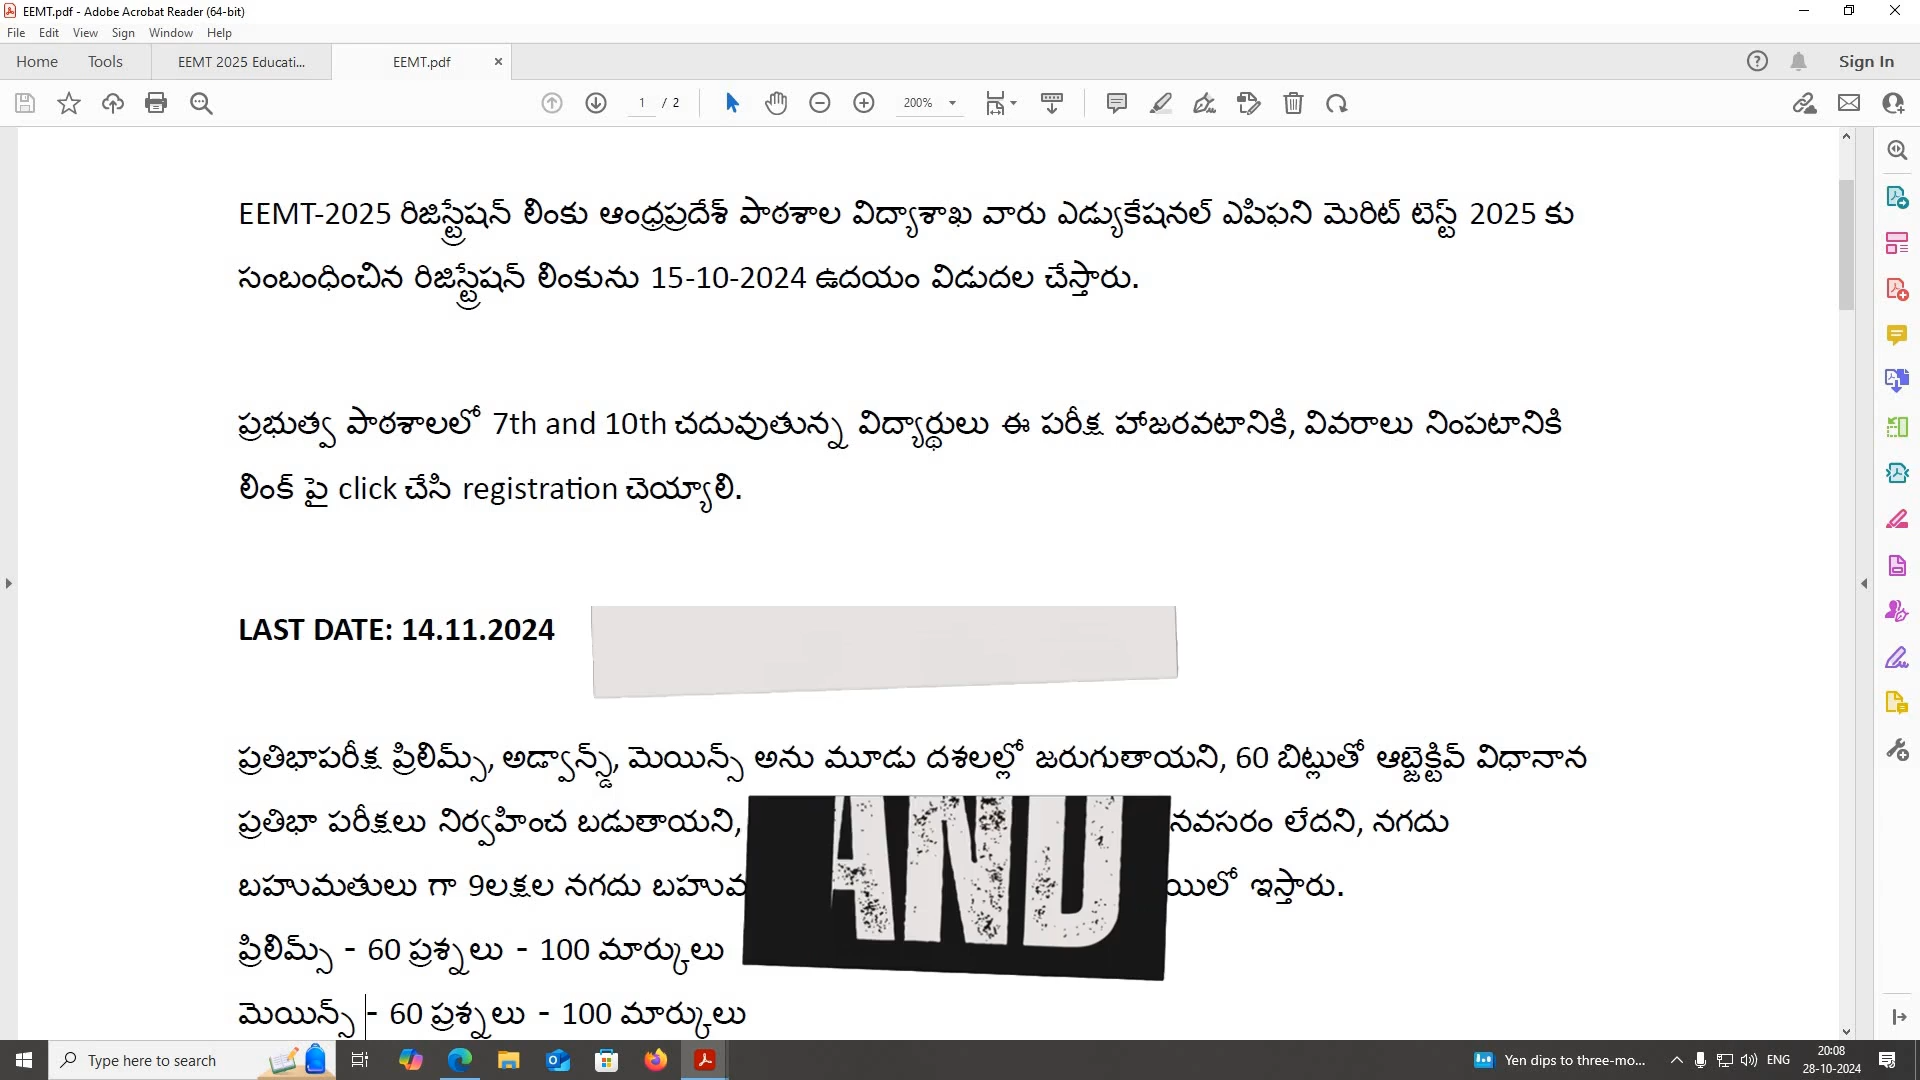 EEMT.pdf - Adobe Acrobat Reader (64-bit)
File Edit View Sign Window Help
Home Tools EEMT 2025 Educati... EEMT.pdf Sign In
1 / 2 200%
EEMT-2025 రిజిస్ట్రేషన్ లింకు ఆంధ్రప్రదేశ్ పాఠశాల విద్యాశాఖ వారు ఎడ్యుకేషనల్ ఎపిఫని మెరిట్ టెస్ట్ 2025 కు
సంబంధించిన రిజిస్ట్రేషన్ లింకును 15-10-2024 ఉదయం విడుదల చేస్తారు.
ప్రభుత్వ పాఠశాలలో 7th and 10th చదువుతున్న విద్యార్థులు ఈ పరీక్ష హాజరవటానికి, వివరాలు నింపటానికి
లింక్ పై click చేసి registration చెయ్యాలి.
LAST DATE: 14.11.2024
ప్రతిభాపరీక్ష ప్రిలిమ్స్, అడ్వాన్స్డ్, మెయిన్స్ అను మూడు దశలల్లో జరుగుతాయని, 60 బిట్లుతో ఆబ్జెక్టివ్ విధానాన
ప్రతిభా పరీక్షలు నిర్వహించ బడుతాయని, AND నవసరం లేదని, నగదు
బహుమతులు గా 9లక్షల నగదు ఇస్తారు.
ప్రిలిమ్స్ - 60 ప్రశ్నలు - 100 మార్కులు
మెయిన్స్ - 60 ప్రశ్నలు - 100 మార్కులు
Type here to search Yen dips to three-mo... ENG 20:08
28-10-2024